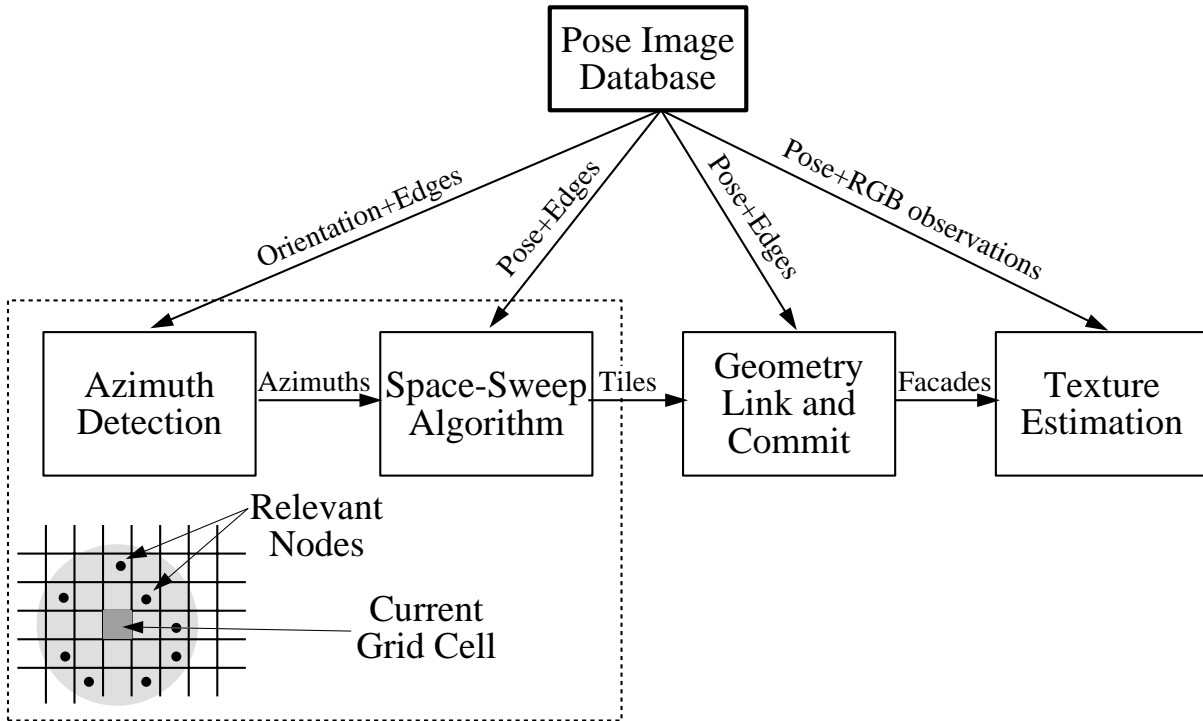 Pose Image
Database
Orientation+Edges
Pose+Edges
Pose+Edges
Pose+RGB observations
Azimuth
Detection
Azimuths
Space-Sweep
Algorithm
Tiles
Geometry
Link and
Commit
Facades
Texture
Estimation
Relevant
Nodes
Current
Grid Cell